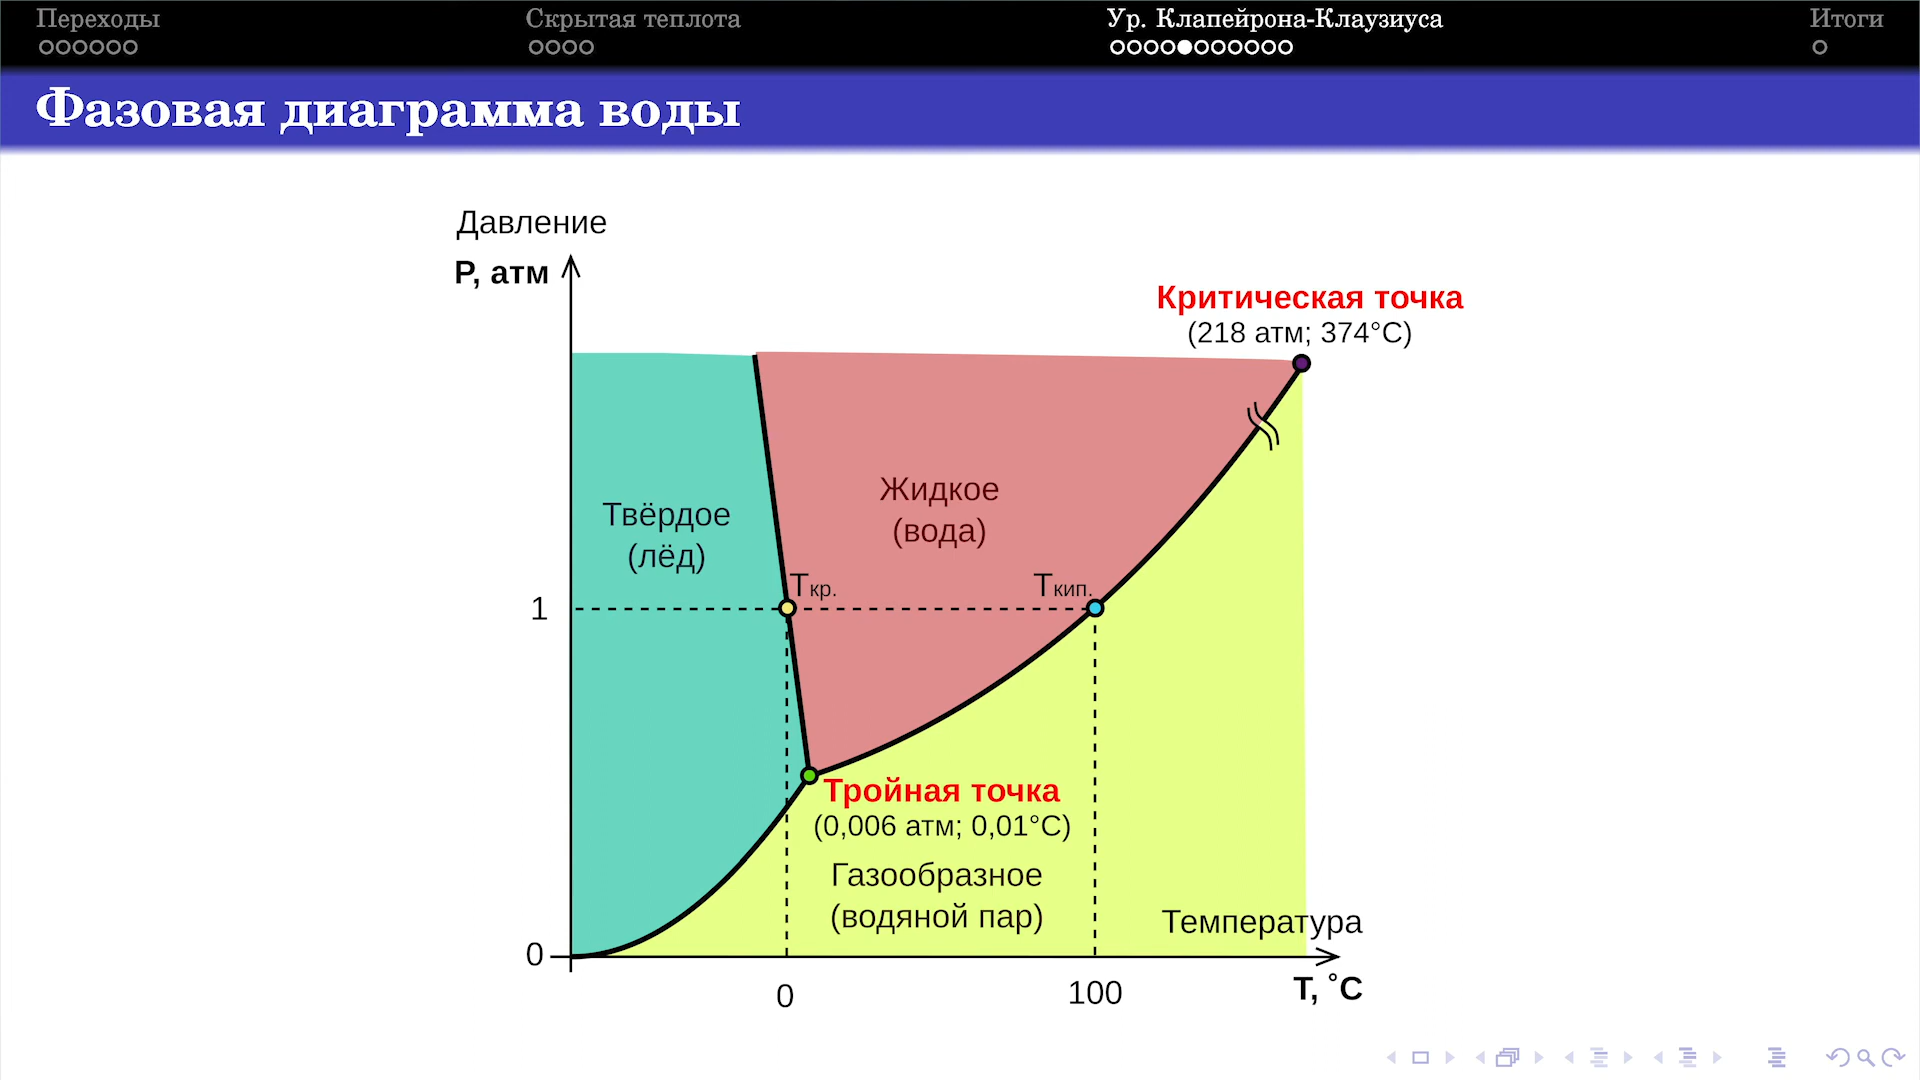 Переходы
Скрытая теплота
Ур. Клапейрона-Клаузиуса
Итоги
Фазовая диаграмма воды
Давление
P, атм
Критическая точка
(218 атм; 374°C)
Твёрдое
(лёд)
Жидкое
(вода)
Tкр.
Tкип.
1
Тройная точка
(0,006 атм; 0,01°C)
Газообразное
(водяной пар)
Температура
0
T, ˚C
0
100